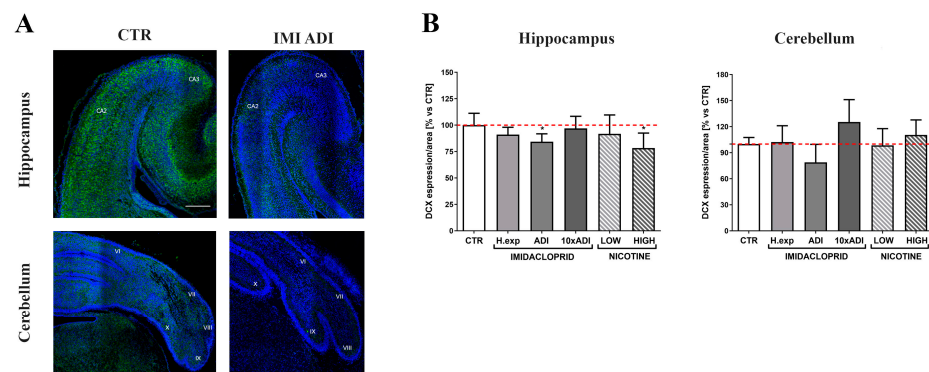 A
CTR
IMI ADI
Hippocampus
CA3
CA2
CA3
CA2
Cerebellum
VI
VII
X
VIII
IX
VI
X
VII
IX
VIII
B
Hippocampus
DCX espression/area [% vs CTR]
150
125
100
75
50
25
0
*
*
CTR
H.exp
ADI
10xADI
LOW
HIGH
IMIDACLOPRID
NICOTINE
Cerebellum
DCX espression/area [% vs CTR]
180
150
120
90
60
30
0
CTR
H.exp
ADI
10xADI
LOW
HIGH
IMIDACLOPRID
NICOTINE